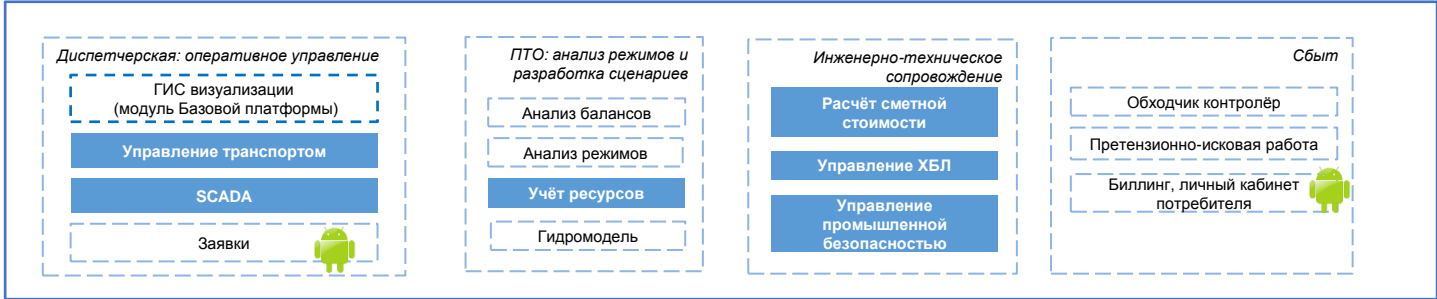 Диспетчерская: оперативное управление
ГИС визуализации
(модуль Базовой платформы)
Управление транспортом
SCADA
Заявки
ПТО: анализ режимов и
разработка сценариев
Анализ балансов
Анализ режимов
Учёт ресурсов
Гидромодель
Инженерно-техническое
сопровождение
Расчёт сметной
стоимости
Управление ХБЛ
Управление
промышленной
безопасностью
Сбыт
Обходчик контролёр
Претензионно-исковая работа
Биллинг, личный кабинет
потребителя